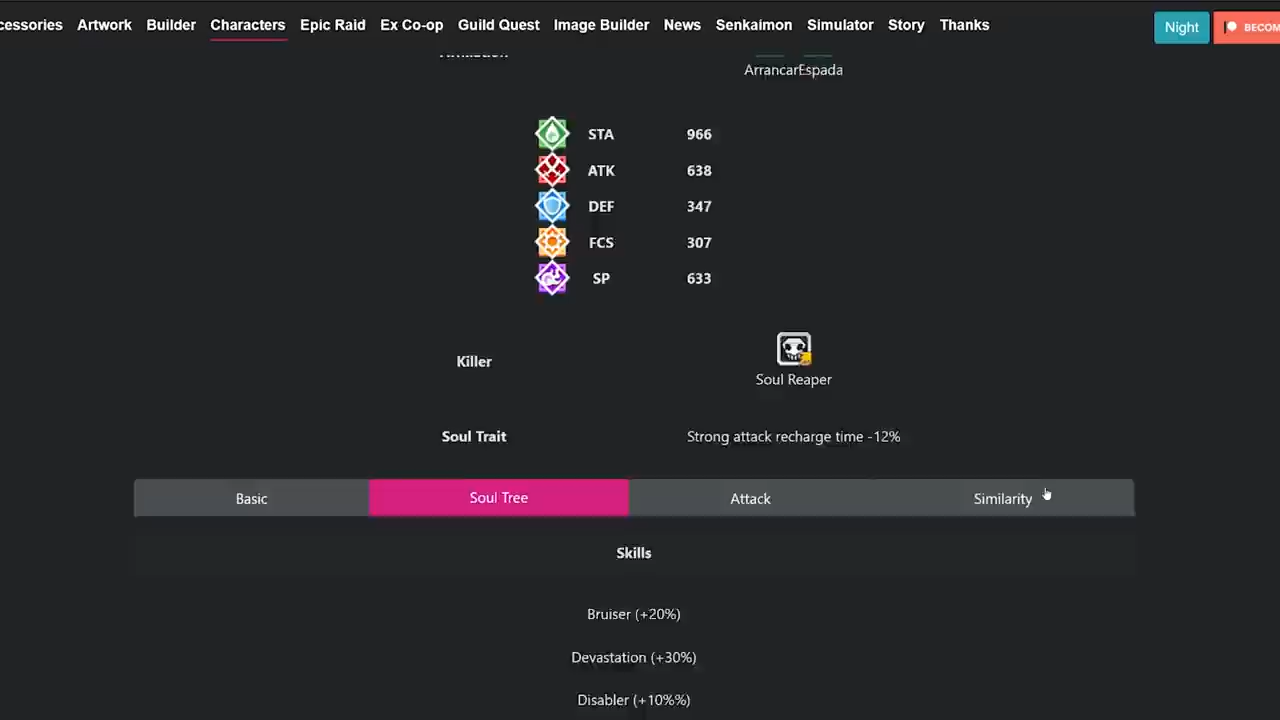 cessories Artwork Builder Characters Epic Raid Ex Co-op Guild Quest Image Builder News Senkaimon Simulator Story Thanks Night BECOM
ArrancarEspada
STA 966
ATK 638
DEF 347
FCS 307
SP 633
Killer
Soul Reaper
Soul Trait Strong attack recharge time -12%
Basic Soul Tree Attack Similarity
Skills
Bruiser (+20%)
Devastation (+30%)
Disabler (+10%%)